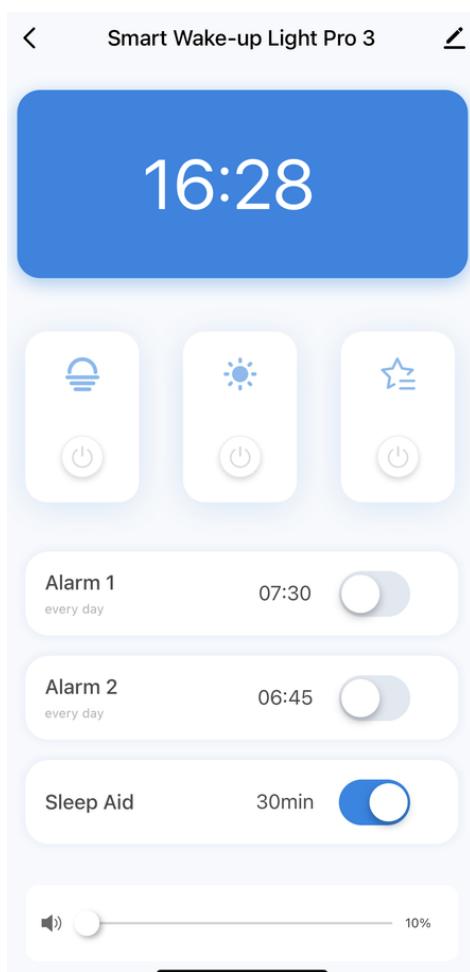 Smart Wake-up Light Pro 3
16:28
Alarm 1
every day
07:30
Alarm 2
every day
06:45
Sleep Aid
30min
10%